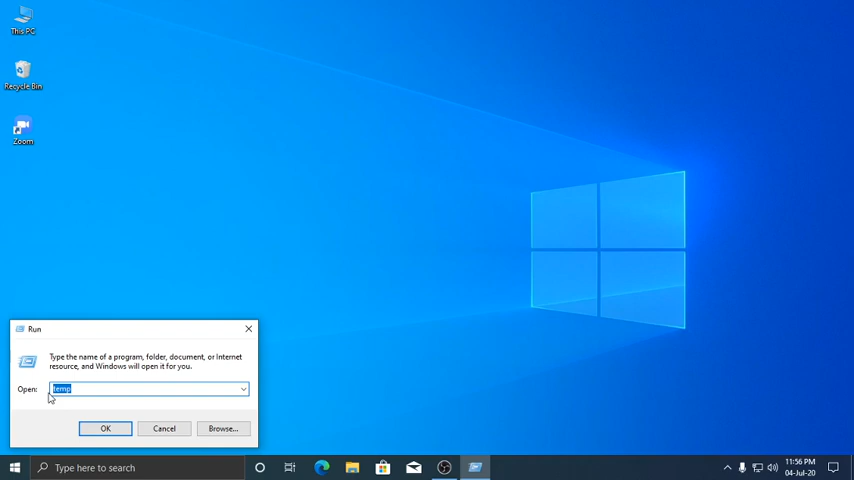 This PC
Recycle Bin
Zoom
Run
Type the name of a program, folder, document, or Internet
resource, and Windows will open it for you.
Open: temp
OK Cancel Browse...
Type here to search
11:56 PM
04-Jul-20